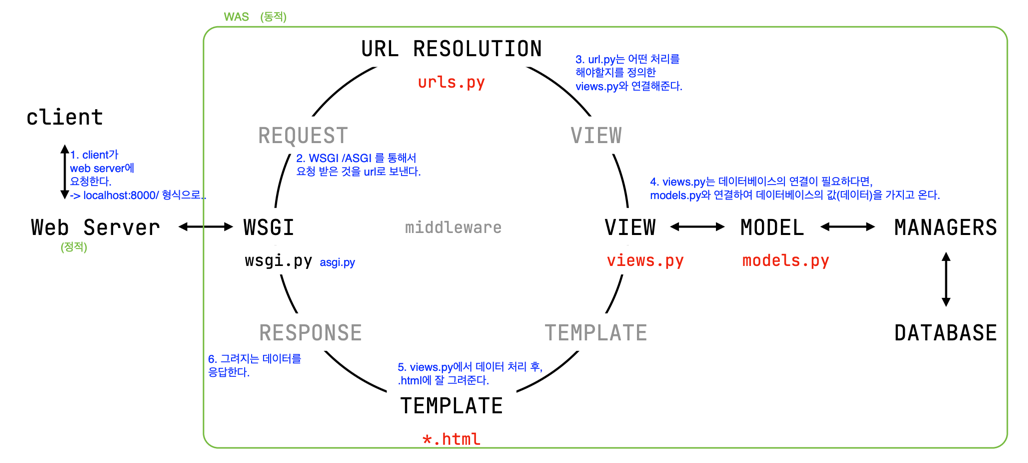 WAS (동적)
URL RESOLUTION
urls.py
3. url.py는 어떤 처리를
해야할지를 정의한
views.py와 연결해준다.
client
REQUEST
VIEW
1. client가
web server에
요청한다.
-> localhost:8000/ 형식으로..
2. WSGI /ASGI 를 통해서
요청 받은 것을 url로 보낸다.
4. views.py는 데이터베이스의 연결이 필요하다면,
models.py와 연결하여 데이터베이스의 값(데이터)을 가지고 온다.
Web Server
(정적)
WSGI
middleware
VIEW
MODEL
MANAGERS
wsgi.py asgi.py
views.py
models.py
RESPONSE
TEMPLATE
DATABASE
6. 그려지는 데이터를
응답한다.
5. views.py에서 데이터 처리 후,
.html에 잘 그려준다.
TEMPLATE
*.html